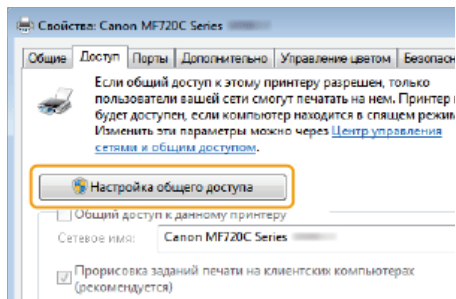 Свойства: Canon MF720C Series
Общие Доступ Порты Дополнительно Управление цветом Безопасн
Если общий доступ к этому принтеру разрешен, только
пользователи вашей сети смогут печатать на нем. Принтер
будет доступен, если компьютер находится в спящем режим
Изменить эти параметры можно через Центр управления
сетями и общим доступом.
Настройка общего доступа
Общий доступ к данному принтеру
Сетевое имя: Canon MF720C Series
Прорисовка заданий печати на клиентских компьютерах
(рекомендуется)